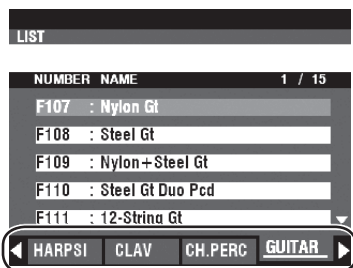 LIST
NUMBER NAME 1 / 15
F107 : Nylon Gt
F108 : Steel Gt
F109 : Nylon+Steel Gt
F110 : Steel Gt Duo Pcd
F111 : 12-String Gt
HARPSI CLAV CH.PERC GUITAR